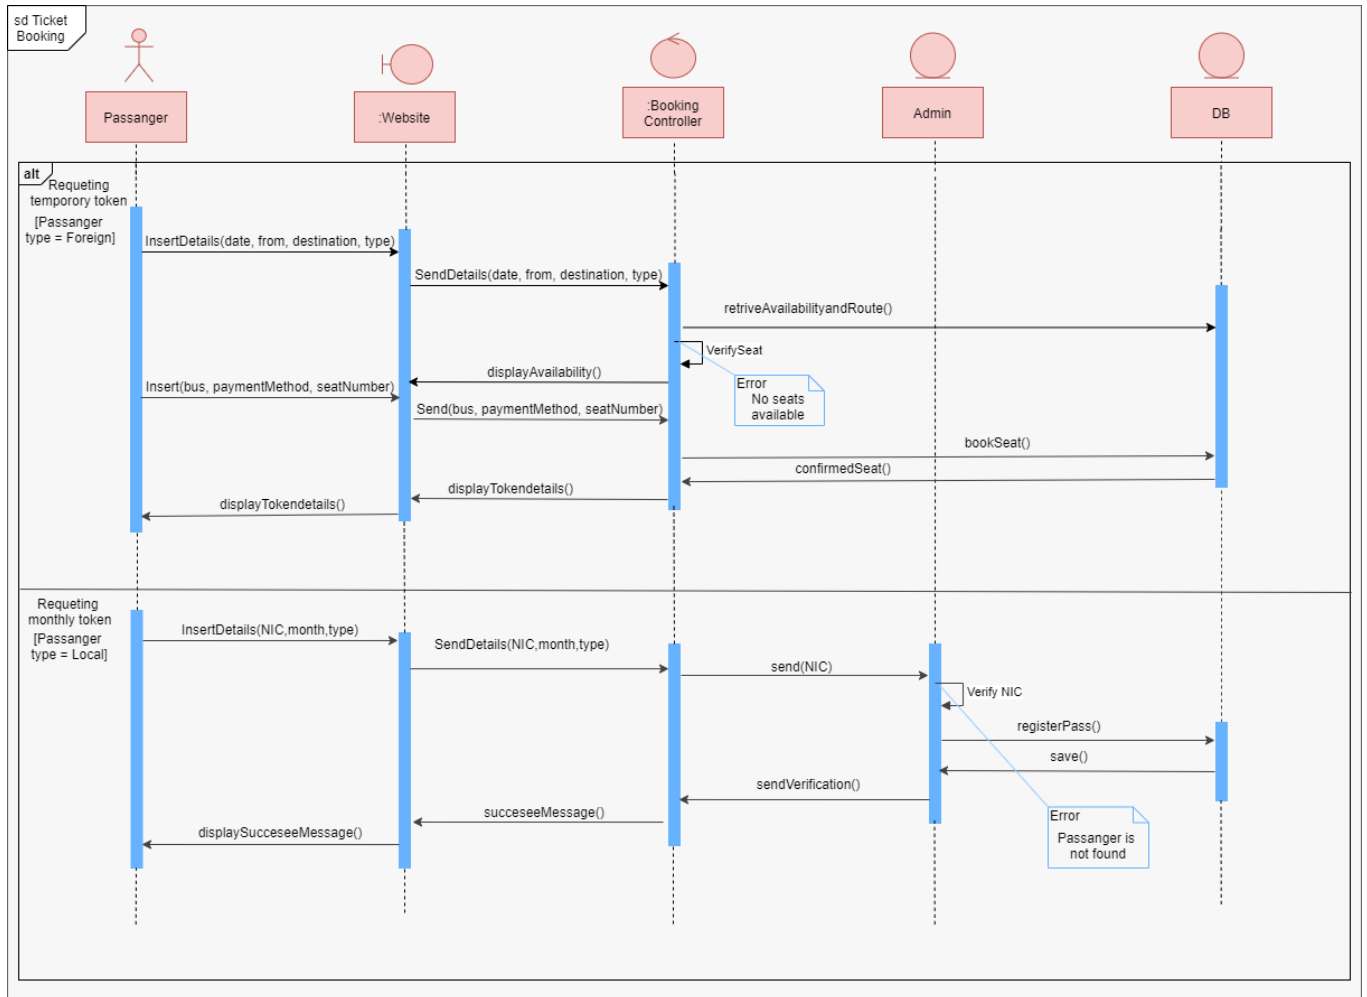 sd Ticket
Booking
Passanger
:Website
:Booking
Controller
Admin
DB
alt
Requeting
temporory token
[Passanger
type = Foreign]
InsertDetails(date, from, destination, type)
SendDetails(date, from, destination, type)
retriveAvailabilityandRoute()
VerifySeat
displayAvailability()
Error
No seats
available
Insert(bus, paymentMethod, seatNumber)
Send(bus, paymentMethod, seatNumber)
bookSeat()
confirmedSeat()
displayTokendetails()
displayTokendetails()
Requeting
monthly token
[Passanger
type = Local]
InsertDetails(NIC,month,type)
SendDetails(NIC,month,type)
send(NIC)
Verify NIC
registerPass()
save()
sendVerification()
succeseeMessage()
displaySucceseeMessage()
Error
Passanger is
not found